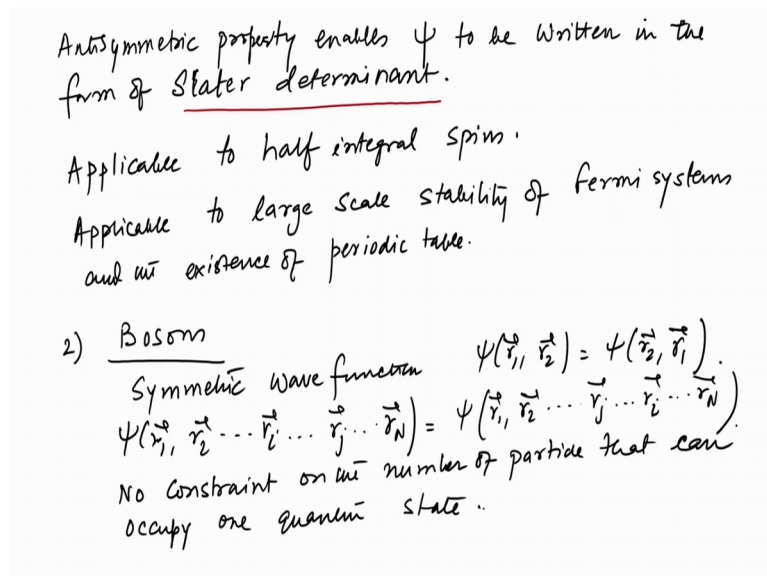 Antisymmetric property enables ψ to be written in the
form of Slater determinant.
Applicable to half integral spins.
Applicable to large scale stability of fermi systems
and the existence of periodic table.
2) Bosons
Symmetric wave function ψ(r⃗₁, r⃗₂) = ψ(r⃗₂, r⃗₁).
ψ(r⃗₁, r⃗₂ ... r⃗ᵢ ... r⃗ⱼ ... r⃗N) = ψ(r⃗₁, r⃗₂ ... r⃗ⱼ ... r⃗ᵢ ... r⃗N)
No constraint on the number of particle that can
occupy one quantum state..